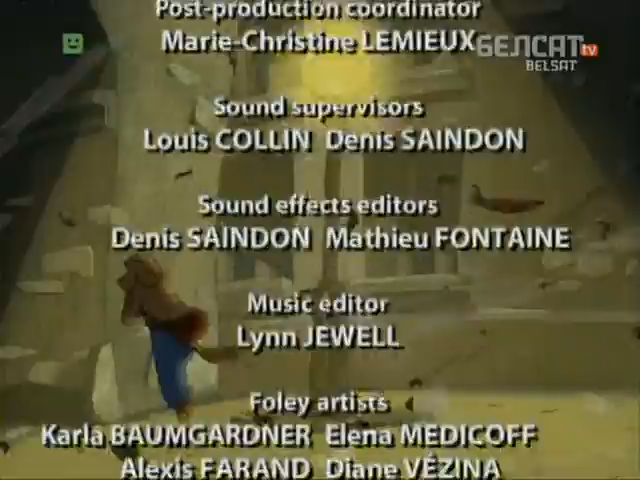 Post-production coordinator
Marie-Christine LEMIEUX
БЕЛСАТ tv
BELSAT
Sound supervisors
Louis COLLIN Denis SAINDON
Sound effects editors
Denis SAINDON Mathieu FONTAINE
Music editor
Lynn JEWELL
Foley artists
Karla BAUMGARDNER Elena MEDICOFF
Alexis FARAND Diane VÉZINA